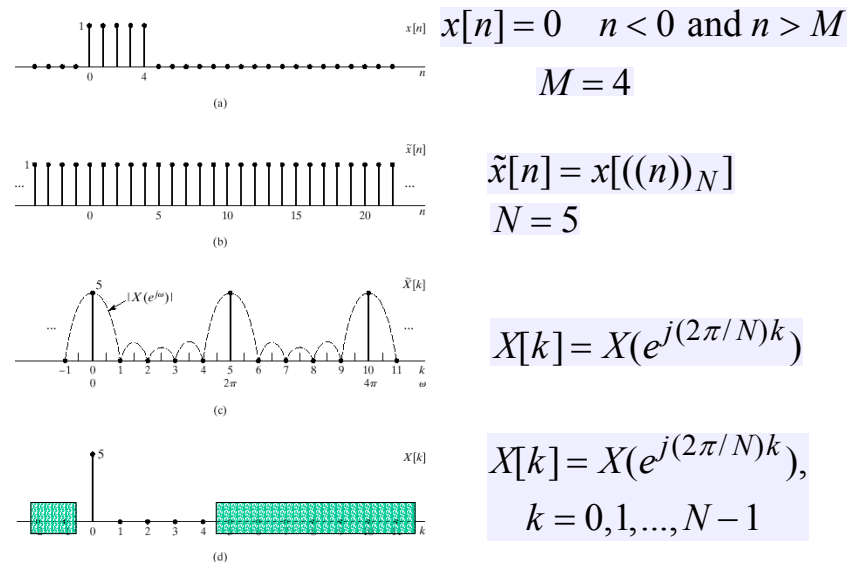 1 x[n]
0 4 n
(a)
x[n] = 0 n < 0 and n > M
M = 4
1 x̃[n]
... ...
0 5 10 15 20 n
(b)
x̃[n] = x[((n))_N]
N = 5
5 X̃[k]
|X(e^{jω})|
... ...
−1 0 1 2 3 4 5 6 7 8 9 10 11 k
0 2π 4π ω
(c)
X[k] = X(e^{j(2π/N)k})
5 X[k]
0 1 2 3 4 k
(d)
X[k] = X(e^{j(2π/N)k}),
k = 0,1,...,N−1